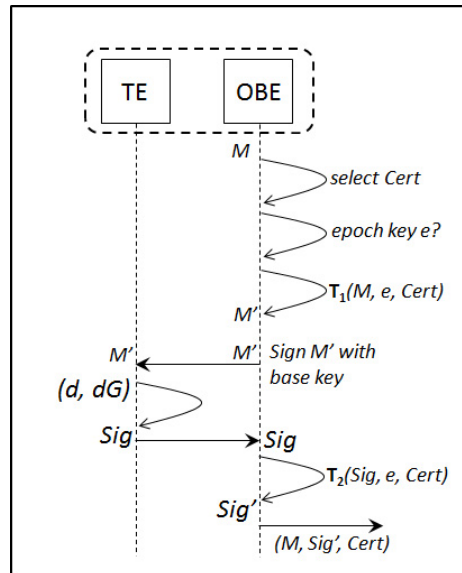 TE OBE
M
select Cert
epoch key e?
T1(M, e, Cert)
M'
M' M' Sign M' with
base key
(d, dG)
Sig Sig
T2(Sig, e, Cert)
Sig'
(M, Sig', Cert)